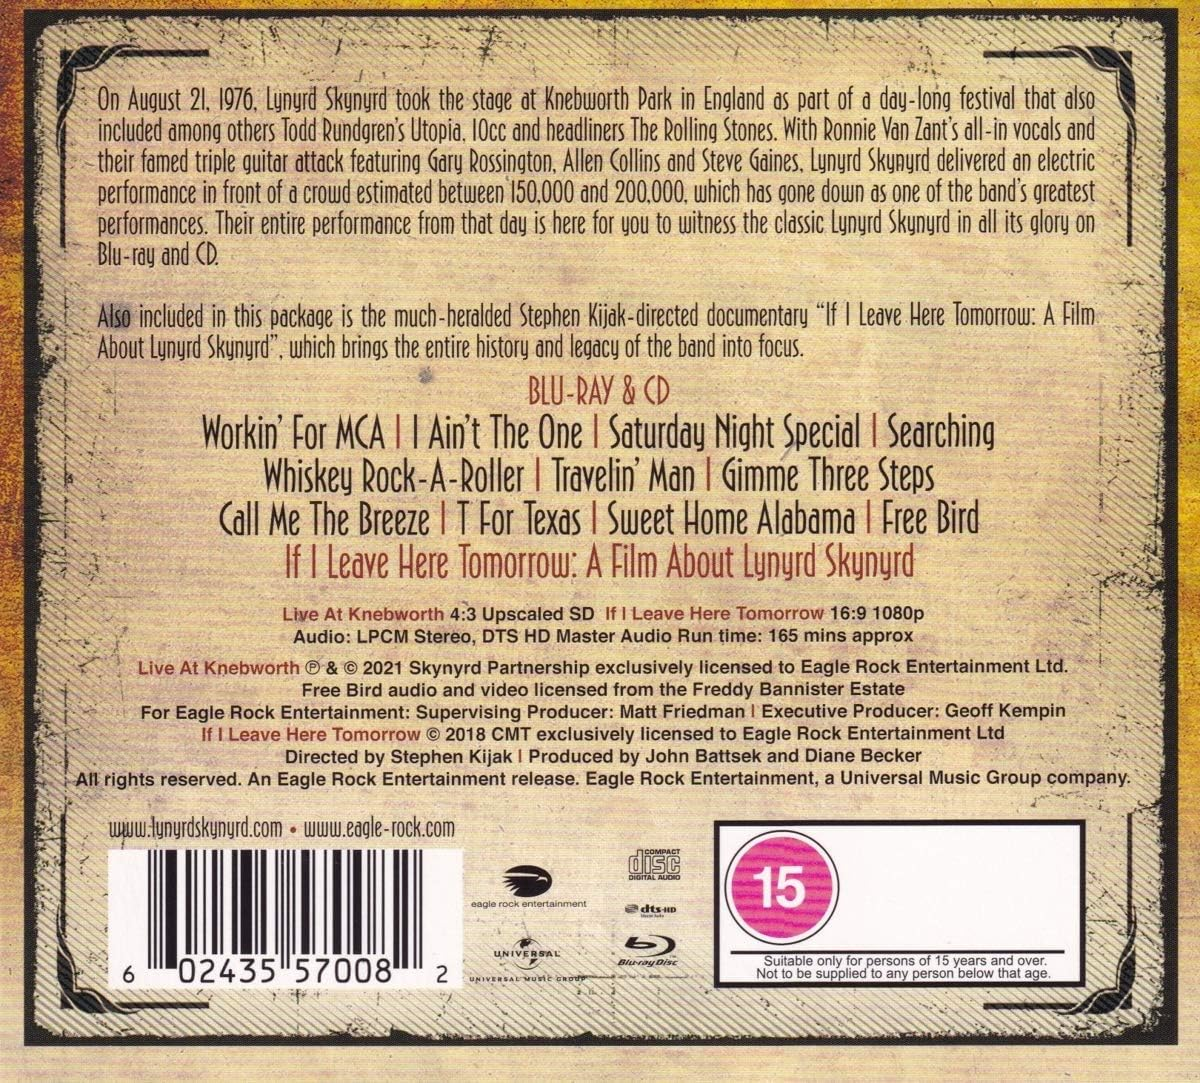 On August 21, 1976, Lynyrd Skynyrd took the stage at Knebworth Park in England as part of a day-long festival that also
included among others Todd Rundgren's Utopia, 10cc and headliners The Rolling Stones. With Ronnie Van Zant's all-in vocals and
their famed triple guitar attack featuring Gary Rossington, Allen Collins and Steve Gaines, Lynyrd Skynyrd delivered an electric
performance in front of a crowd estimated between 150,000 and 200,000, which has gone down as one of the band's greatest
performances. Their entire performance from that day is here for you to witness the classic Lynyrd Skynyrd in all its glory on
Blu-ray and CD.
Also included in this package is the much-heralded Stephen Kijak-directed documentary "If I Leave Here Tomorrow: A Film
About Lynyrd Skynyrd", which brings the entire history and legacy of the band into focus.
BLU-RAY & CD
Workin' For MCA | I Ain't The One | Saturday Night Special | Searching
Whiskey Rock-A-Roller | Travelin' Man | Gimme Three Steps
Call Me The Breeze | T For Texas | Sweet Home Alabama | Free Bird
If I Leave Here Tomorrow: A Film About Lynyrd Skynyrd
Live At Knebworth 4:3 Upscaled SD If I Leave Here Tomorrow 16:9 1080p
Audio: LPCM Stereo, DTS HD Master Audio Run time: 165 mins approx
Live At Knebworth ℗ & © 2021 Skynyrd Partnership exclusively licensed to Eagle Rock Entertainment Ltd.
Free Bird audio and video licensed from the Freddy Bannister Estate
For Eagle Rock Entertainment: Supervising Producer: Matt Friedman | Executive Producer: Geoff Kempin
If I Leave Here Tomorrow © 2018 CMT exclusively licensed to Eagle Rock Entertainment Ltd
Directed by Stephen Kijak | Produced by John Battsek and Diane Becker
All rights reserved. An Eagle Rock Entertainment release. Eagle Rock Entertainment, a Universal Music Group company.
www.lynyrdskynyrd.com • www.eagle-rock.com
6 02435 57008 2
eagle rock entertainment
UNIVERSAL
UNIVERSAL MUSIC GROUP
COMPACT
disc
DIGITAL AUDIO
dts-HD
Master Audio
Blu-ray Disc
15
Suitable only for persons of 15 years and over.
Not to be supplied to any person below that age.